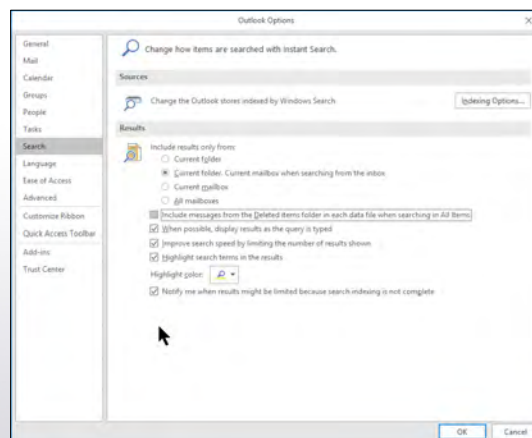 Outlook Options
General
Mail
Calendar
Groups
People
Tasks
Search
Language
Ease of Access
Advanced
Customize Ribbon
Quick Access Toolbar
Add-ins
Trust Center
Change how items are searched with Instant Search.
Sources
Change the Outlook stores indexed by Windows Search
Indexing Options...
Results
Include results only from:
Current folder
Current folder. Current mailbox when searching from the inbox
Current mailbox
All mailboxes
Include messages from the Deleted items folder in each data file when searching in All Items
When possible, display results as the query is typed
Improve search speed by limiting the number of results shown
Highlight search terms in the results
Highlight color:
Notify me when results might be limited because search indexing is not complete
OK
Cancel